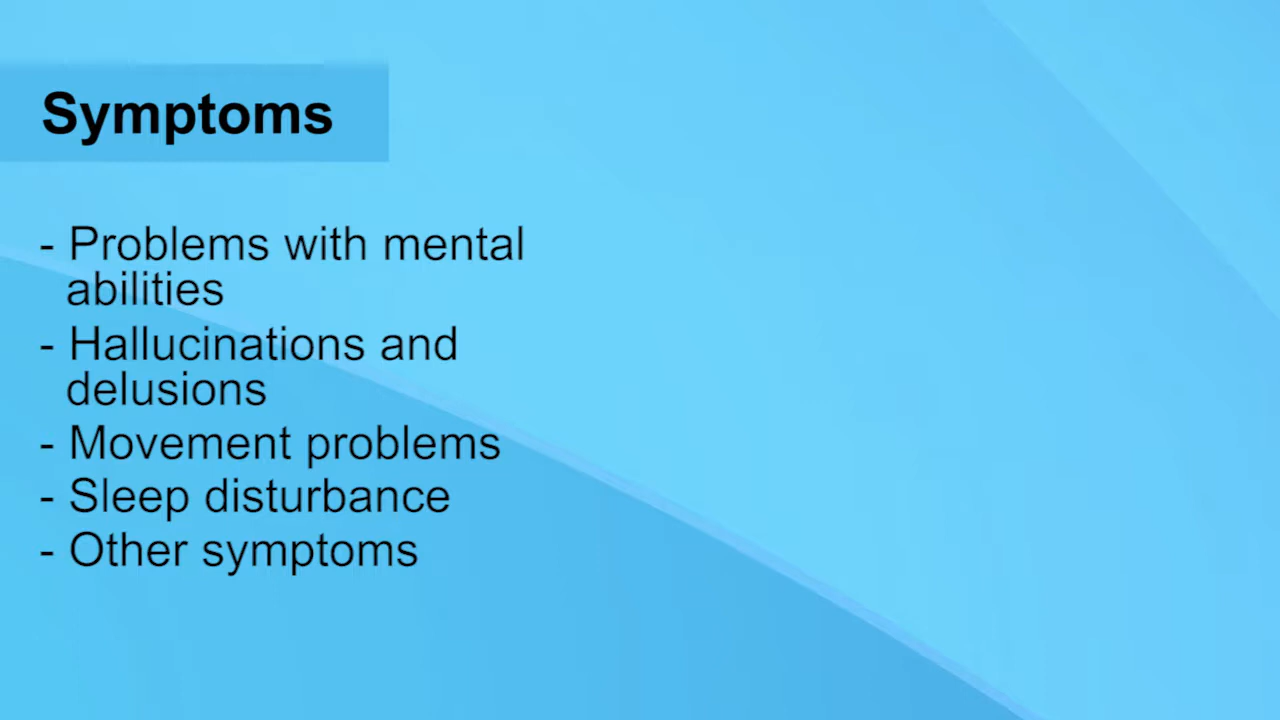 Symptoms
- Problems with mental
abilities
- Hallucinations and
delusions
- Movement problems
- Sleep disturbance
- Other symptoms